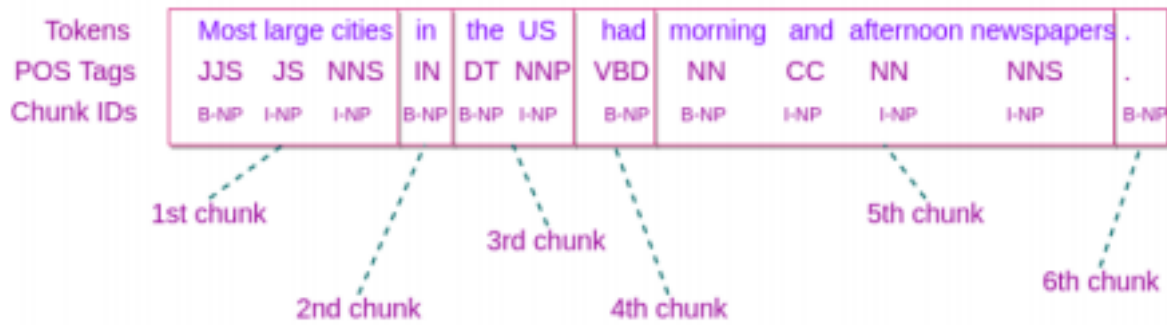 Tokens Most large cities in the US had morning and afternoon newspapers .
POS Tags JJS JS NNS IN DT NNP VBD NN CC NN NNS .
Chunk IDs B-NP I-NP I-NP B-NP B-NP I-NP B-NP B-NP I-NP I-NP I-NP B-NP
1st chunk 5th chunk
3rd chunk
6th chunk
2nd chunk 4th chunk